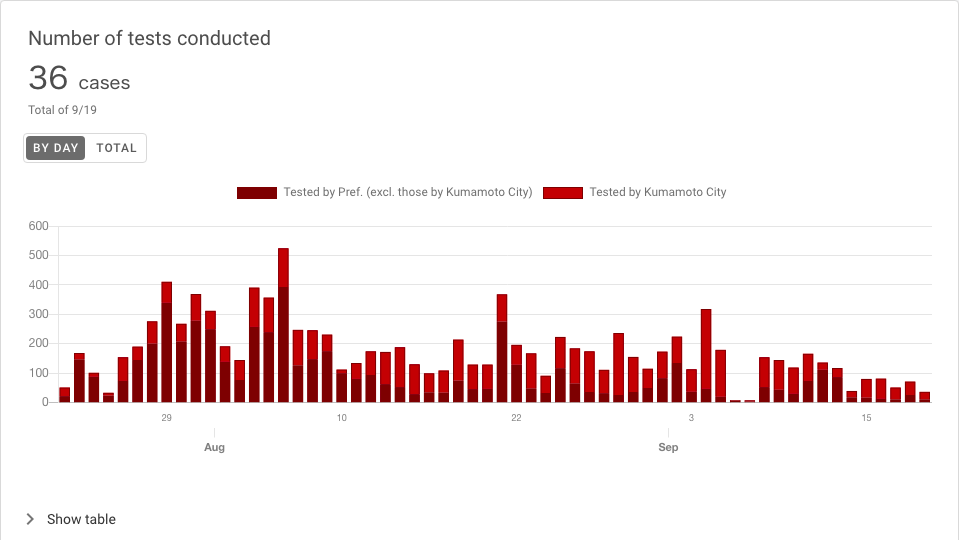 Number of tests conducted
36 cases
Total of 9/19
BY DAY TOTAL
Tested by Pref. (excl. those by Kumamoto City) Tested by Kumamoto City
600
500
400
300
200
100
0
29 10 22 3 15
Aug Sep
Show table